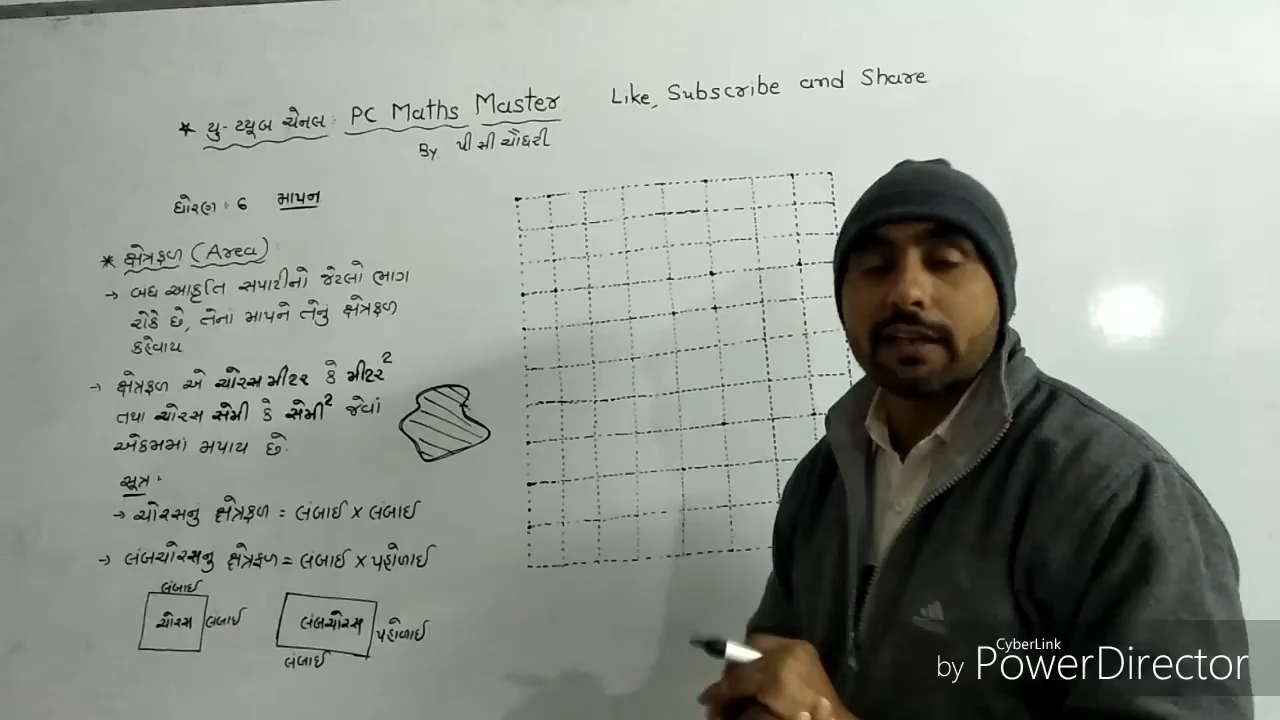 * યુ-ટ્યૂબ ચેનલ: PC Maths Master Like, Subscribe and Share
By પી સી ચૌધરી
ધોરણ : ૬ માપન
* ક્ષેત્રફળ (Area)
→ બંધ આકૃતિ સપાટીનો જેટલો ભાગ
રોકે છે, તેના માપને તેનું ક્ષેત્રફળ
કહેવાય
→ ક્ષેત્રફળ એ ચોરસ મીટર કે મીટર²
તથા ચોરસ સેમી કે સેમી² જેવાં
એકમમાં મપાય છે.
સૂત્ર :
→ ચોરસનું ક્ષેત્રફળ = લંબાઈ × લંબાઈ
→ લંબચોરસનું ક્ષેત્રફળ = લંબાઈ × પહોળાઈ
લંબાઈ
ચોરસ લંબાઈ
લંબચોરસ પહોળાઈ
લંબાઈ
CyberLink
by PowerDirector